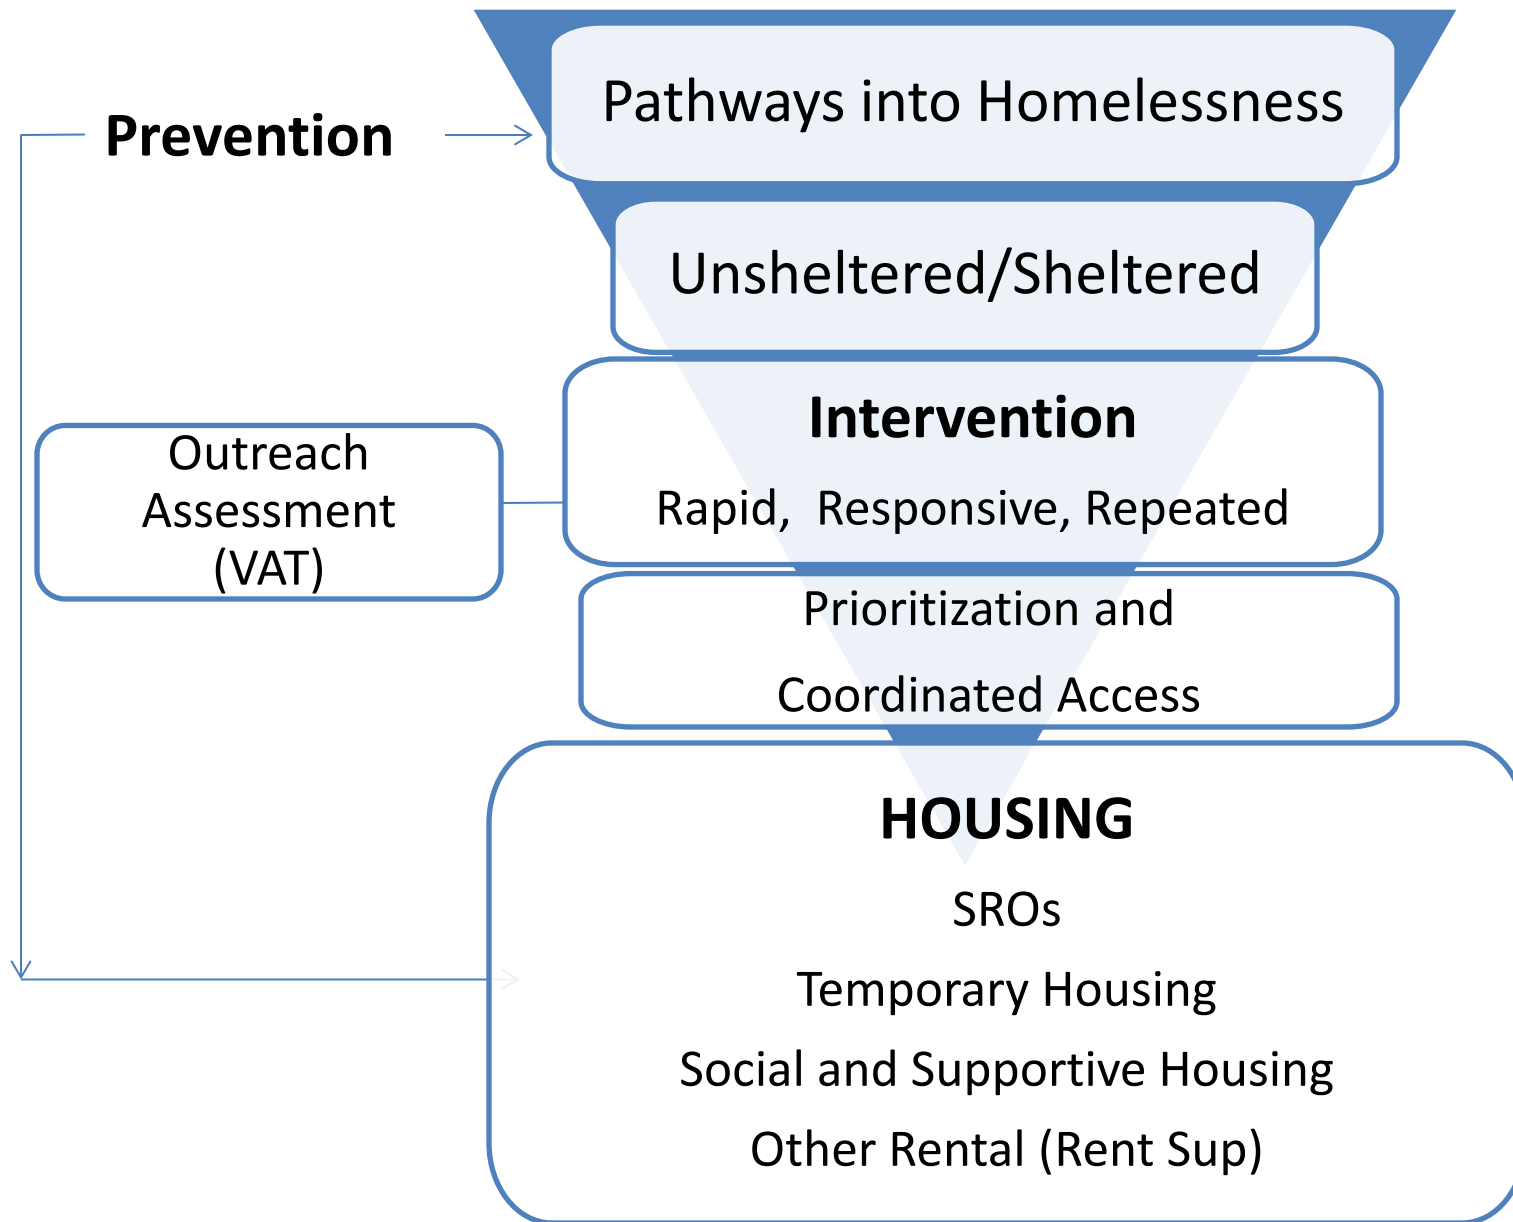 Pathways into Homelessness
Prevention
Unsheltered/Sheltered
Intervention
Rapid,  Responsive, Repeated
Outreach
Assessment
(VAT)
Prioritization and
Coordinated Access
HOUSING
SROs
Temporary Housing
Social and Supportive Housing
Other Rental (Rent Sup)